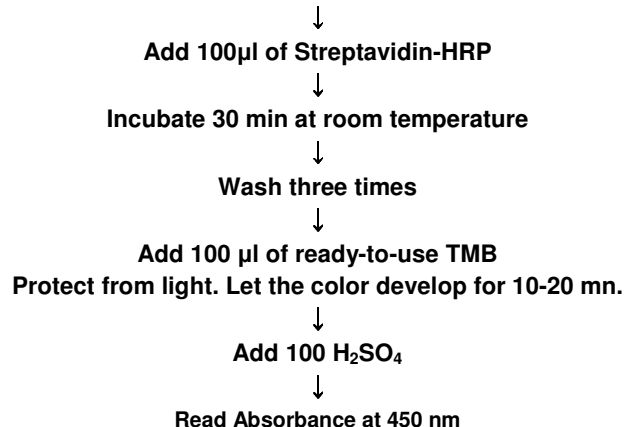 ↓
Add 100µl of Streptavidin-HRP
↓
Incubate 30 min at room temperature
↓
Wash three times
↓
Add 100 µl of ready-to-use TMB
Protect from light. Let the color develop for 10-20 mn.
↓
Add 100 H₂SO₄
↓
Read Absorbance at 450 nm